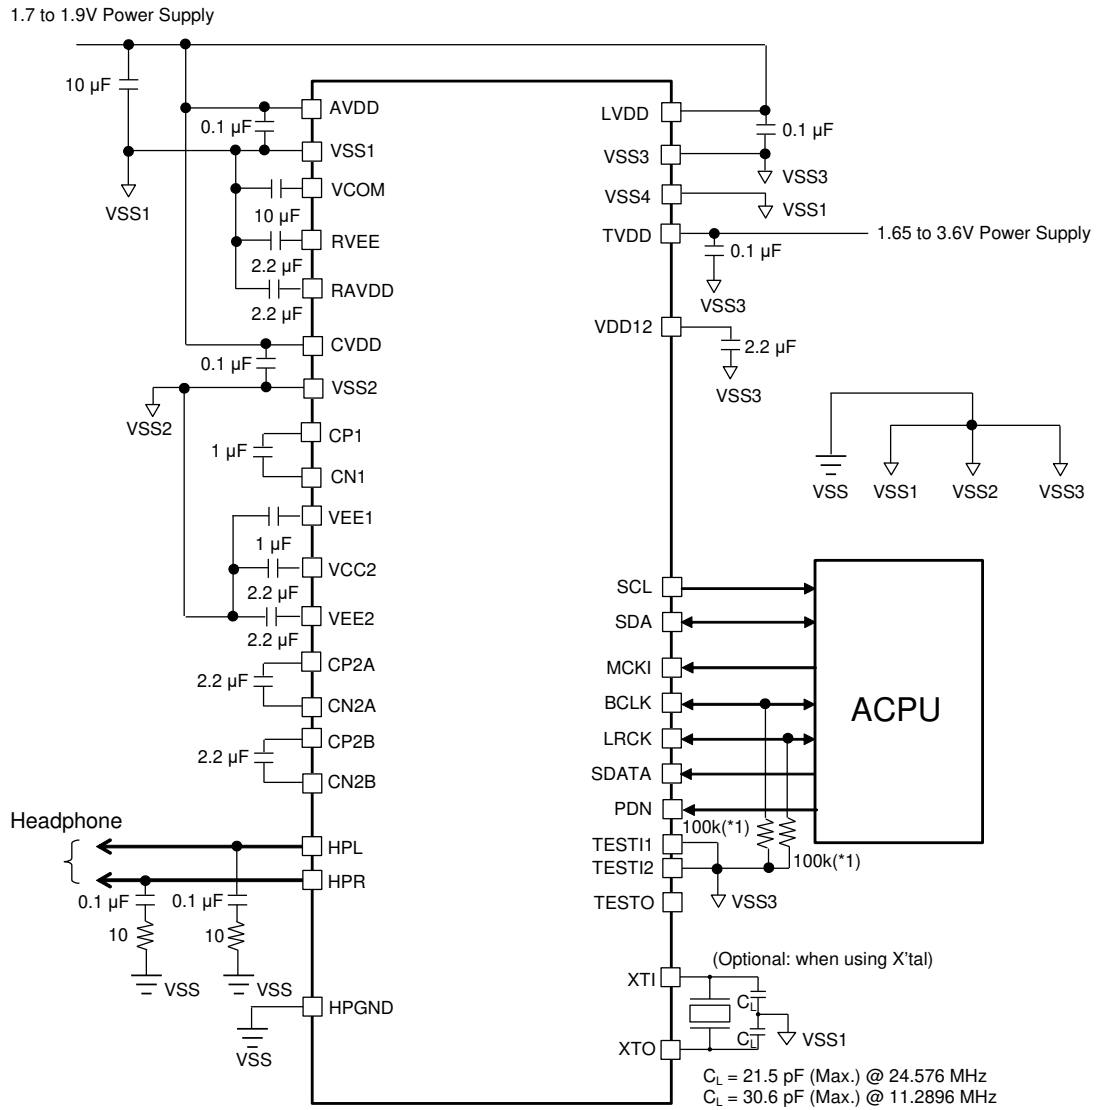 1.7 to 1.9V Power Supply
10 µF
AVDD
0.1 µF
VSS1
VSS1
VCOM
10 µF
RVEE
2.2 µF
RAVDD
2.2 µF
CVDD
0.1 µF
VSS2
VSS2
CP1
1 µF
CN1
VEE1
1 µF
VCC2
2.2 µF
VEE2
2.2 µF
CP2A
2.2 µF
CN2A
CP2B
2.2 µF
CN2B
Headphone
HPL
HPR
0.1 µF
0.1 µF
10
10
VSS
VSS
HPGND
VSS
LVDD
0.1 µF
VSS3
VSS3
VSS4
VSS1
TVDD
1.65 to 3.6V Power Supply
0.1 µF
VSS3
VDD12
2.2 µF
VSS3
VSS
VSS1
VSS2
VSS3
SCL
SDA
MCKI
BCLK
LRCK
SDATA
PDN
ACPU
100k(*1)
100k(*1)
TESTI1
TESTI2
VSS3
TESTO
(Optional: when using X'tal)
XTI
CL
CL
VSS1
XTO
CL = 21.5 pF (Max.) @ 24.576 MHz
CL = 30.6 pF (Max.) @ 11.2896 MHz